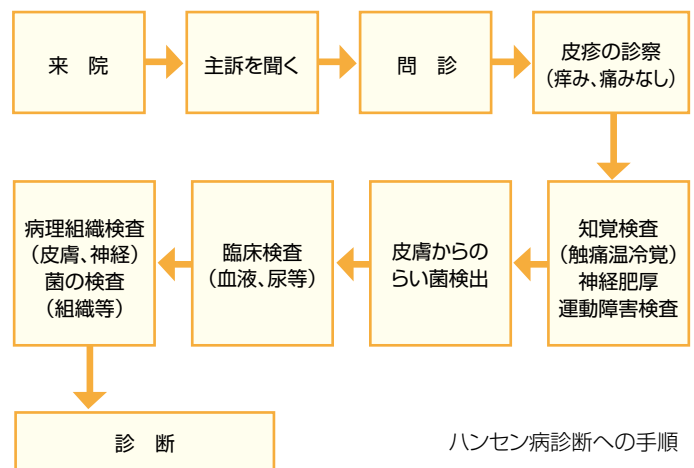 来　院
主訴を聞く
問　診
皮疹の診察
（痒み、痛みなし）
知覚検査
（触痛温冷覚）
神経肥厚
運動障害検査
皮膚からの
らい菌検出
臨床検査
（血液、尿等）
病理組織検査
（皮膚、神経）
菌の検査
（組織等）
診　断
ハンセン病診断への手順